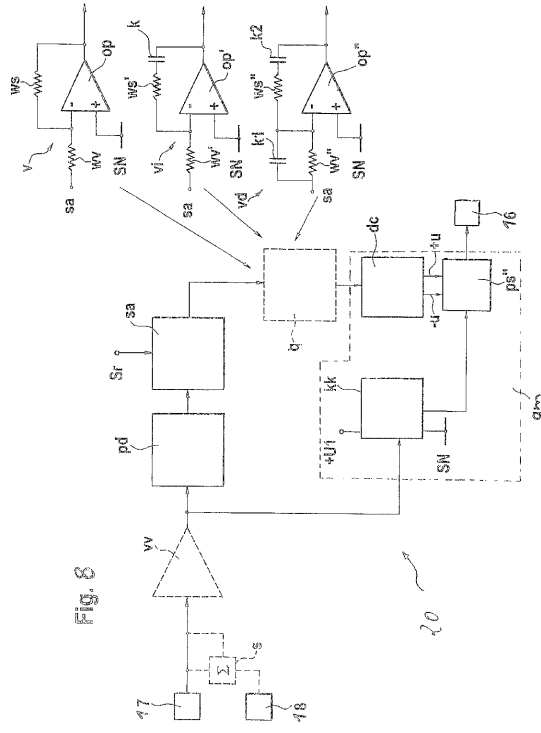 Fig. 8
17
18
Σ
s
vv
pd
Sr
sa
q
dc
-u
+u
ps"
16
kk
+U1
SN
am
20
v
sa
wv
SN
ws
-
+
op
vi
sa
wv'
SN
ws'
k
-
+
op'
vd
sa
wv"
SN
k1
ws"
k2
-
+
op"